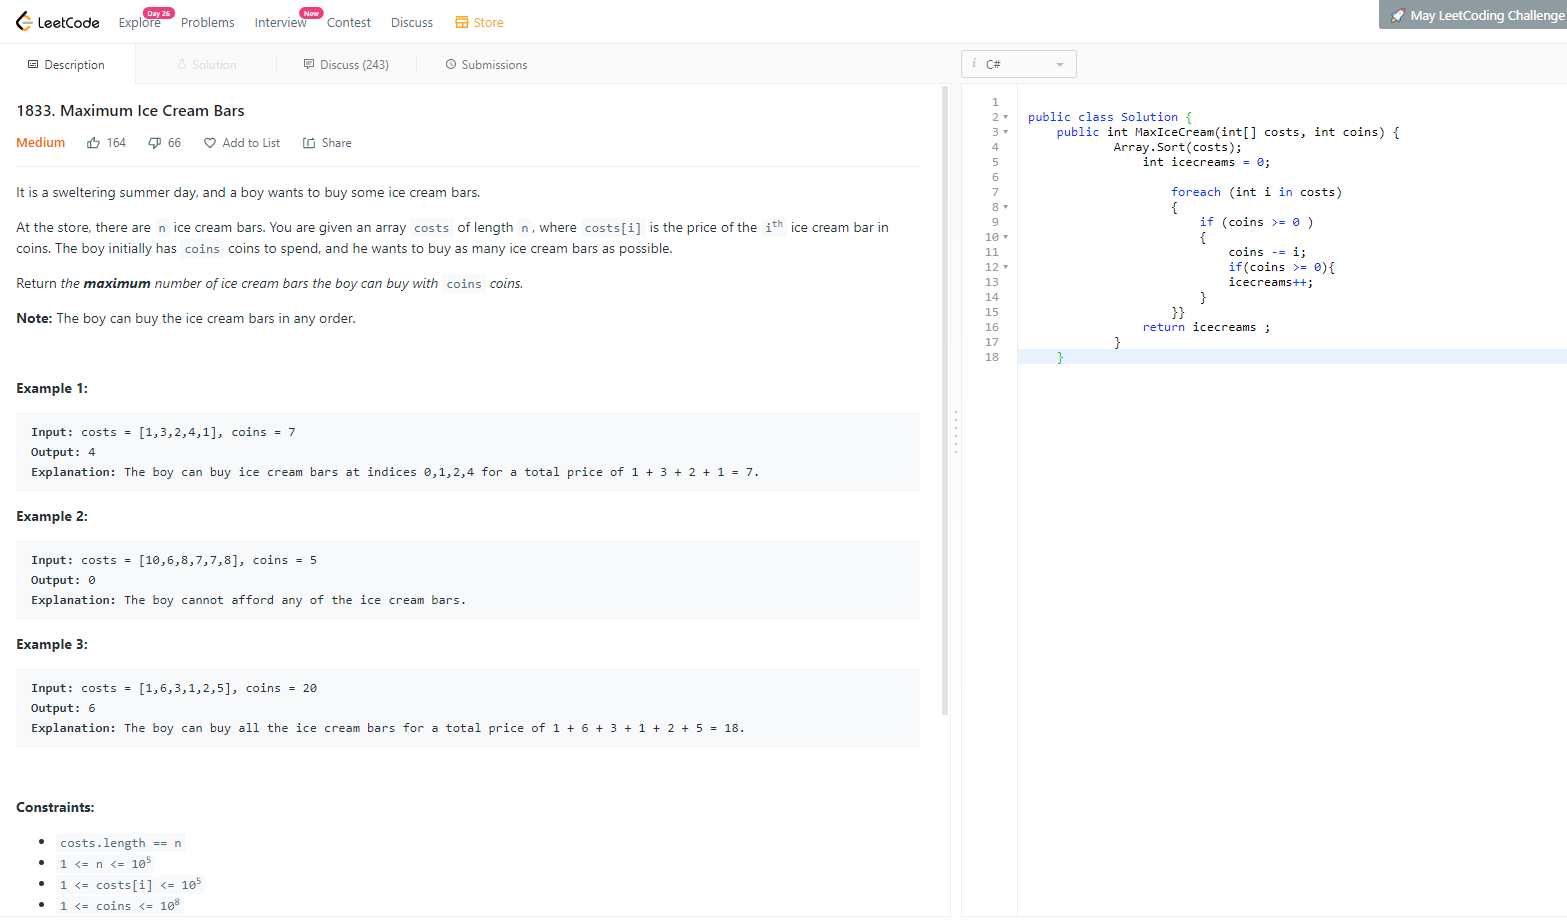 LeetCode
Explore Day 26 Problems Interview New Contest Discuss Store
May LeetCoding Challenge
Description Solution Discuss (243) Submissions
i C#
1833. Maximum Ice Cream Bars
Medium 164 66 Add to List Share
It is a sweltering summer day, and a boy wants to buy some ice cream bars.
At the store, there are n ice cream bars. You are given an array costs of length n, where costs[i] is the price of the ith ice cream bar in
coins. The boy initially has coins coins to spend, and he wants to buy as many ice cream bars as possible.
Return the maximum number of ice cream bars the boy can buy with coins coins.
Note: The boy can buy the ice cream bars in any order.
Example 1:
Input: costs = [1,3,2,4,1], coins = 7
Output: 4
Explanation: The boy can buy ice cream bars at indices 0,1,2,4 for a total price of 1 + 3 + 2 + 1 = 7.
Example 2:
Input: costs = [10,6,8,7,7,8], coins = 5
Output: 0
Explanation: The boy cannot afford any of the ice cream bars.
Example 3:
Input: costs = [1,6,3,1,2,5], coins = 20
Output: 6
Explanation: The boy can buy all the ice cream bars for a total price of 1 + 6 + 3 + 1 + 2 + 5 = 18.
Constraints:
costs.length == n
1 <= n <= 10^5
1 <= costs[i] <= 10^5
1 <= coins <= 10^8
1
2 public class Solution {
3 public int MaxIceCream(int[] costs, int coins) {
4 Array.Sort(costs);
5 int icecreams = 0;
6
7 foreach (int i in costs)
8 {
9 if (coins >= 0 )
10 {
11 coins -= i;
12 if(coins >= 0){
13 icecreams++;
14 }
15 }}
16 return icecreams ;
17 }
18 }